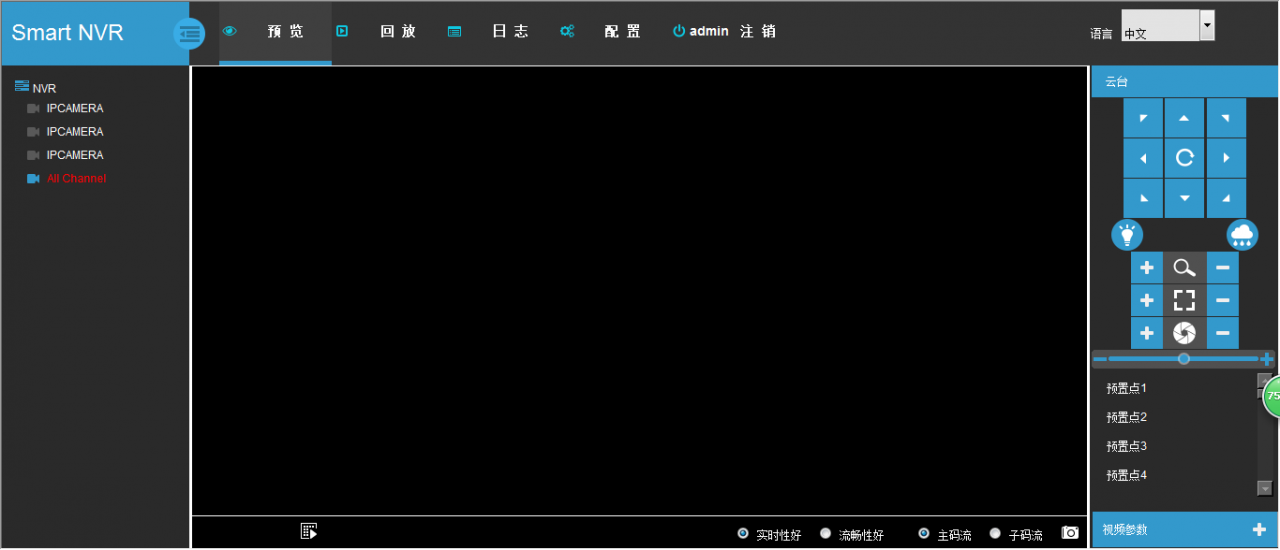 Smart NVR
预 览
回 放
日 志
配 置
admin 注 销
语言 中文
NVR
IPCAMERA
IPCAMERA
IPCAMERA
All Channel
云台
预置点1
预置点2
预置点3
预置点4
75
实时性好 流畅性好 主码流 子码流
视频参数